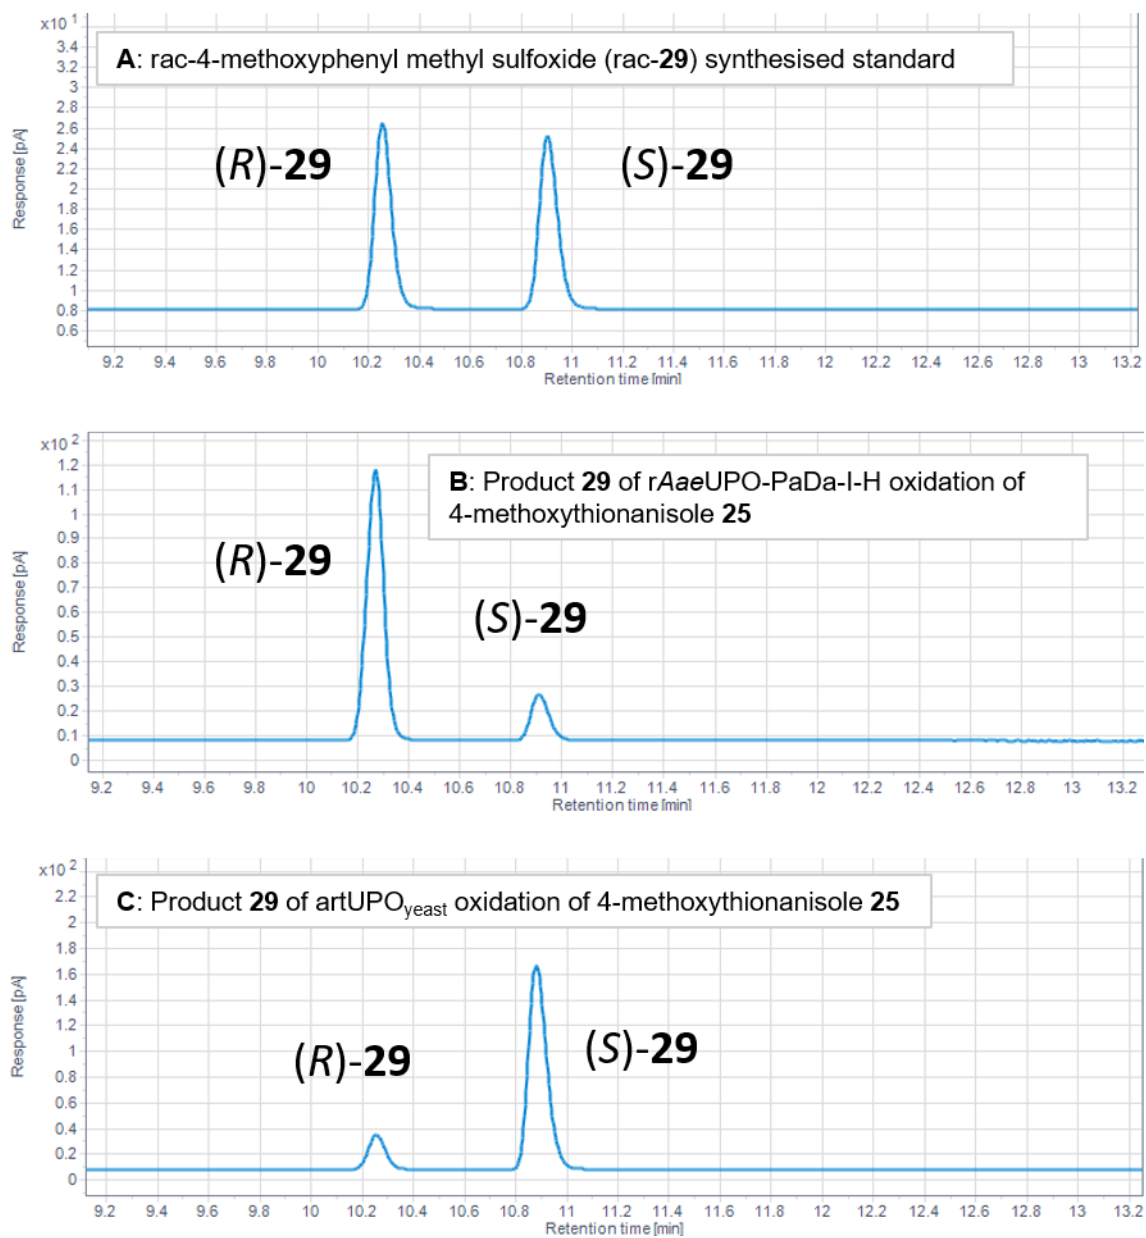 x10 1
A: rac-4-methoxyphenyl methyl sulfoxide (rac-29) synthesised standard
3.4
3.2
3
2.8
2.6
2.4
2.2
2
1.8
1.6
1.4
1.2
1
0.8
0.6
Response [pA]
(R)-29
(S)-29
9.2 9.4 9.6 9.8 10 10.2 10.4 10.6 10.8 11 11.2 11.4 11.6 11.8 12 12.2 12.4 12.6 12.8 13 13.2
Retention time [min]
x10 2
B: Product 29 of rAaeUPO-PaDa-I-H oxidation of
4-methoxythionanisole 25
1.2
1.1
1
0.9
0.8
0.7
0.6
0.5
0.4
0.3
0.2
0.1
0
Response [pA]
(R)-29
(S)-29
9.2 9.4 9.6 9.8 10 10.2 10.4 10.6 10.8 11 11.2 11.4 11.6 11.8 12 12.2 12.4 12.6 12.8 13 13.2
Retention time [min]
x10 2
C: Product 29 of artUPOyeast oxidation of 4-methoxythionanisole 25
2.2
2
1.8
1.6
1.4
1.2
1
0.8
0.6
0.4
0.2
0
Response [pA]
(R)-29
(S)-29
9.2 9.4 9.6 9.8 10 10.2 10.4 10.6 10.8 11 11.2 11.4 11.6 11.8 12 12.2 12.4 12.6 12.8 13 13.2
Retention time [min]